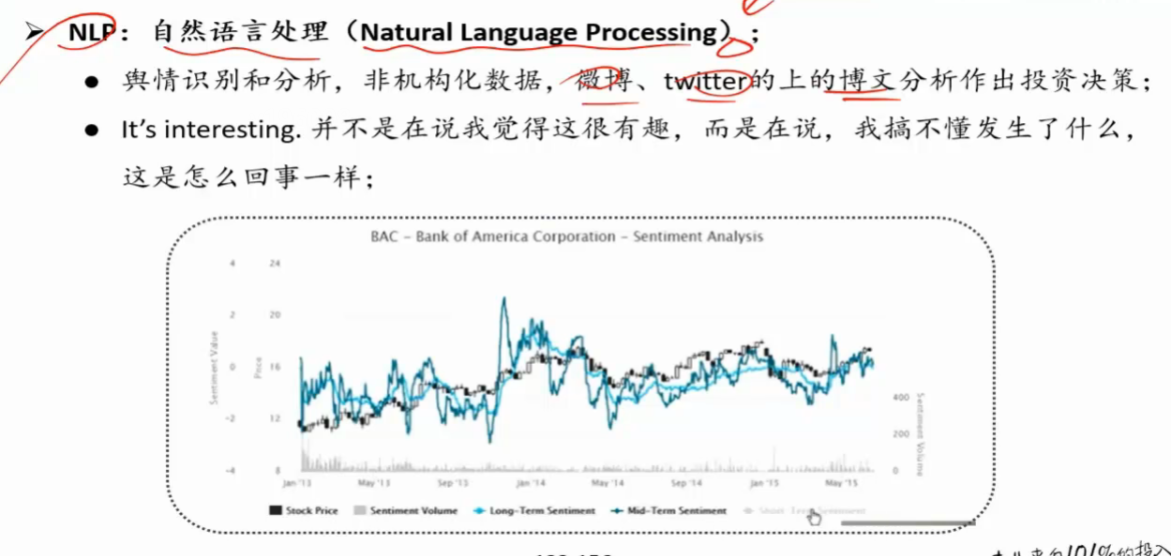 ➢ NLP：自然语言处理（Natural Language Processing）；
● 舆情识别和分析，非机构化数据，微博、twitter的上的博文分析作出投资决策；
● It's interesting. 并不是在说我觉得这很有趣，而是在说，我搞不懂发生了什么，
这是怎么回事一样；
BAC – Bank of America Corporation – Sentiment Analysis
4 24
2 20
0 16
-2 12
-4 8
Sentiment Value
Price
400
200
0
Sentiment Volume
Jan '13 May '13 Sep '13 Jan '14 May '14 Sep '14 Jan '15 May '15
Stock Price Sentiment Volume Long-Term Sentiment Mid-Term Sentiment Short Term Sentiment
101%的投入